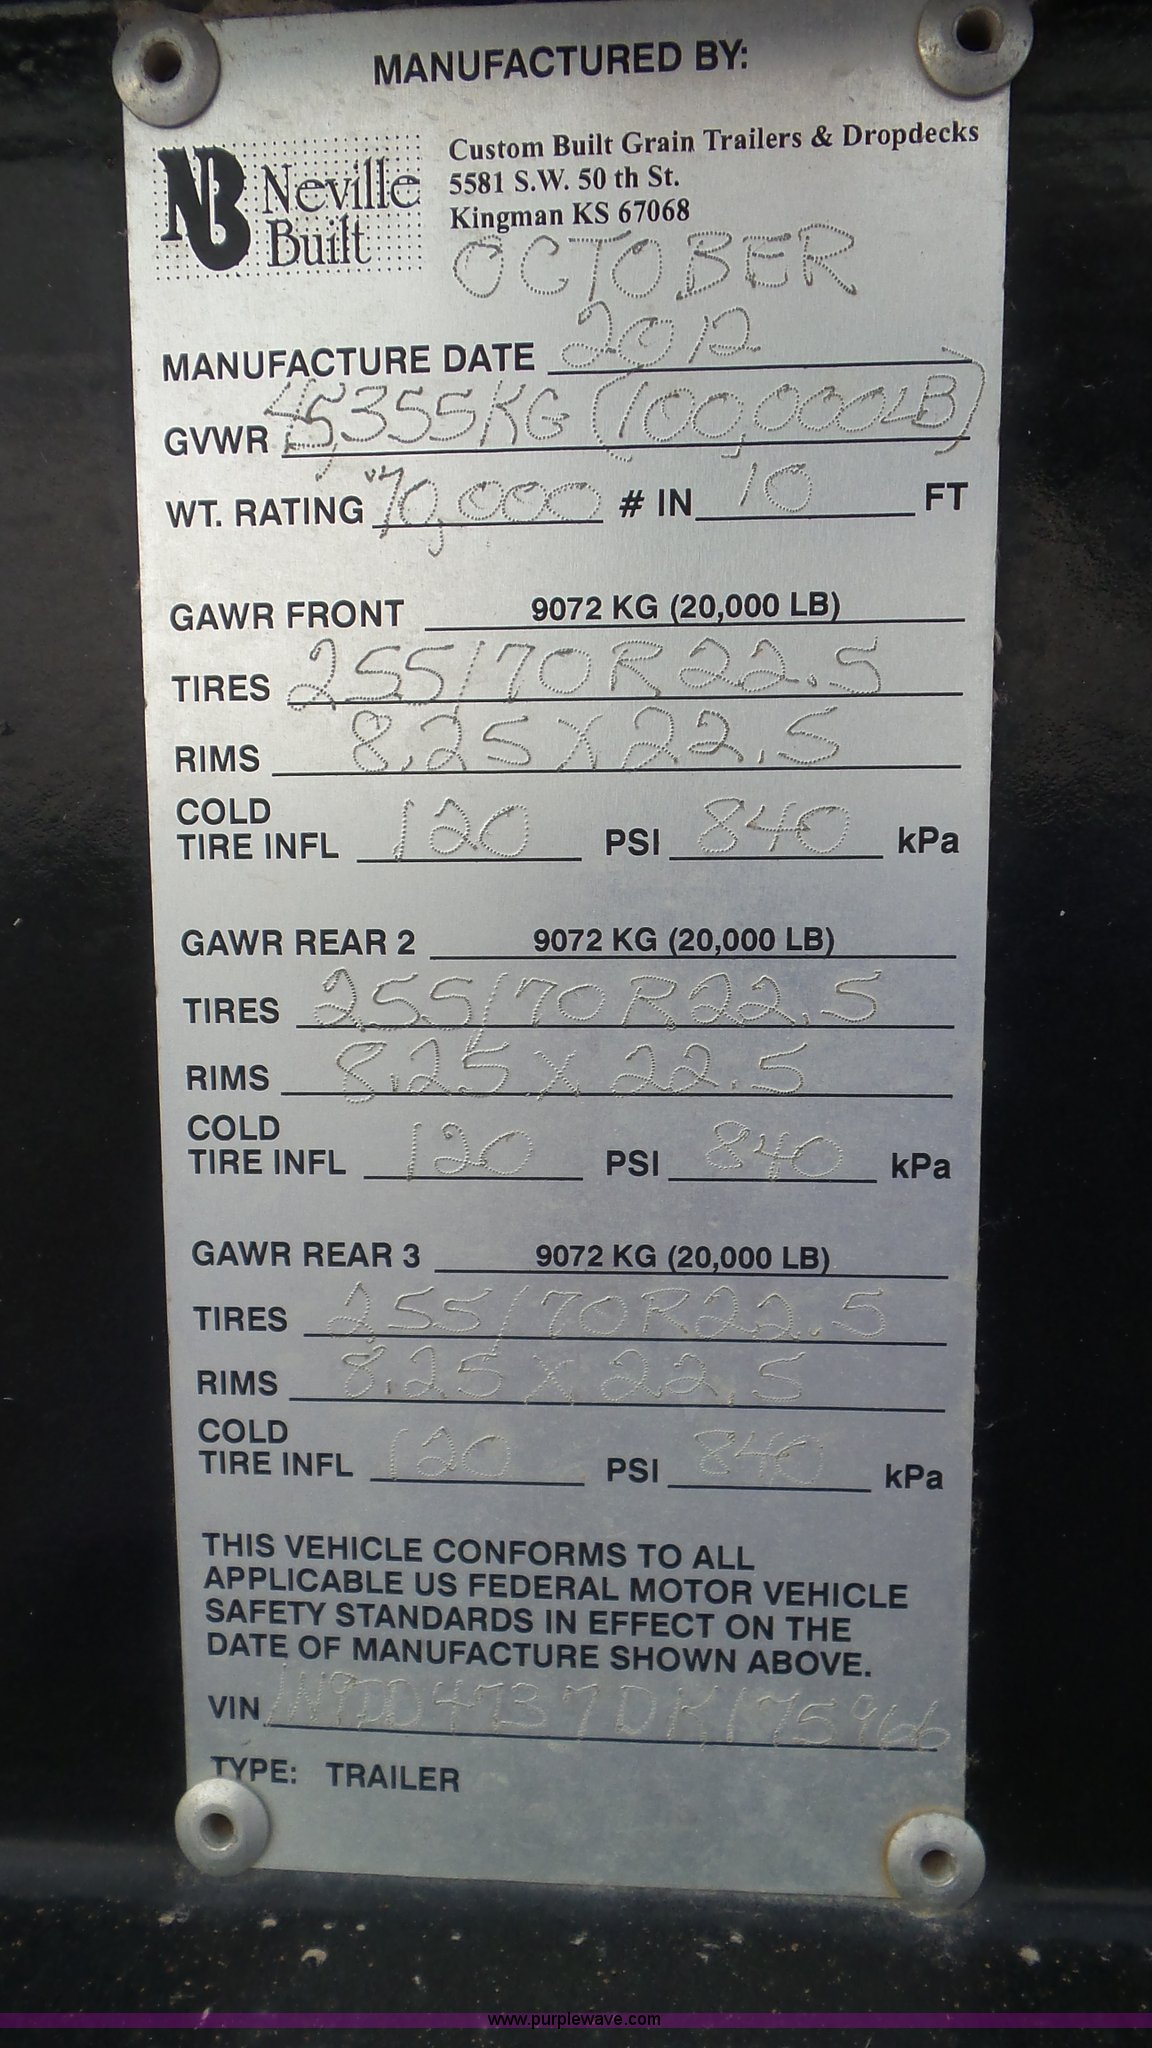 MANUFACTURED BY:
NB Neville Built
Custom Built Grain Trailers & Dropdecks
5581 S.W. 50 th St.
Kingman KS 67068
OCTOBER
MANUFACTURE DATE 2012
GVWR 45,355KG (100,000LB)
WT. RATING 70,000 # IN 10 FT
GAWR FRONT 9072 KG (20,000 LB)
TIRES 255/70R22.5
RIMS 8.25X22.5
COLD
TIRE INFL 120 PSI 840 kPa
GAWR REAR 2 9072 KG (20,000 LB)
TIRES 255/70R22.5
RIMS 8.25X22.5
COLD
TIRE INFL 120 PSI 840 kPa
GAWR REAR 3 9072 KG (20,000 LB)
TIRES 255/70R22.5
RIMS 8.25X22.5
COLD
TIRE INFL 120 PSI 840 kPa
THIS VEHICLE CONFORMS TO ALL
APPLICABLE US FEDERAL MOTOR VEHICLE
SAFETY STANDARDS IN EFFECT ON THE
DATE OF MANUFACTURE SHOWN ABOVE.
VIN
TYPE: TRAILER
www.purplewave.com